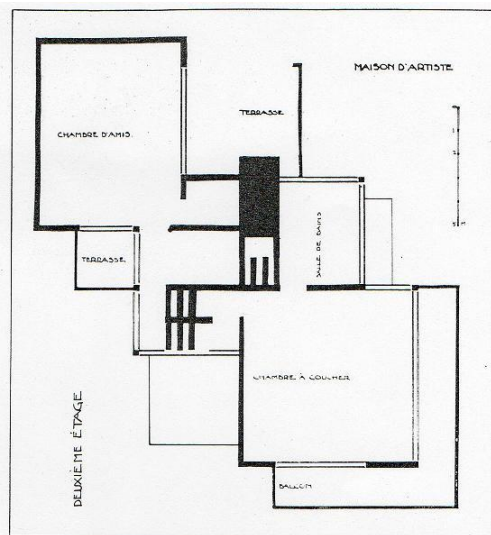 MAISON D'ARTISTE
TERRASSE
CHAMBRE D'AMIS
SALLE DE BAINS
TERRASSE
CHAMBRE À COUCHER
DEUXIÈME ÉTAGE
BALCON